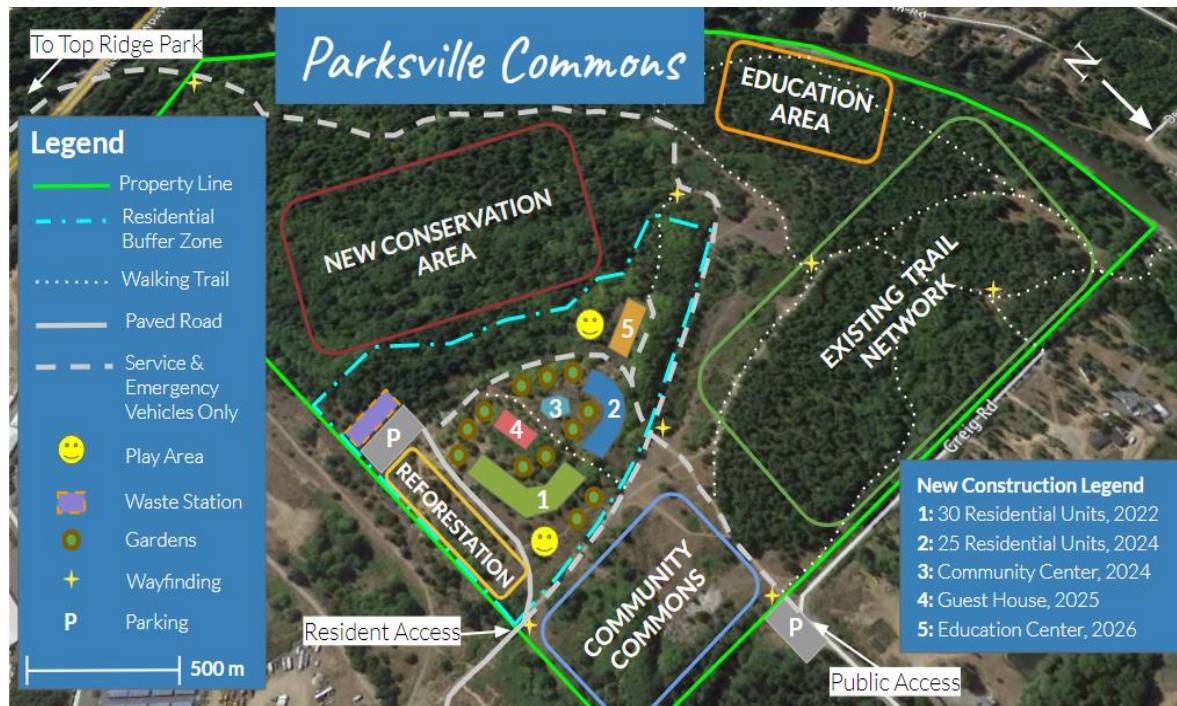 To Top Ridge Park
Parksville Commons
N
EDUCATION
AREA
Legend
Property Line
Residential
Buffer Zone
Walking Trail
Paved Road
Service &
Emergency
Vehicles Only
Play Area
Waste Station
Gardens
Wayfinding
P Parking
500 m
NEW CONSERVATION
AREA
EXISTING TRAIL
NETWORK
5
3
2
4
1
P
REFORESTATION
COMMUNITY
COMMONS
Greig-Rd
P
Resident Access
Public Access
New Construction Legend
1: 30 Residential Units, 2022
2: 25 Residential Units, 2024
3: Community Center, 2024
4: Guest House, 2025
5: Education Center, 2026